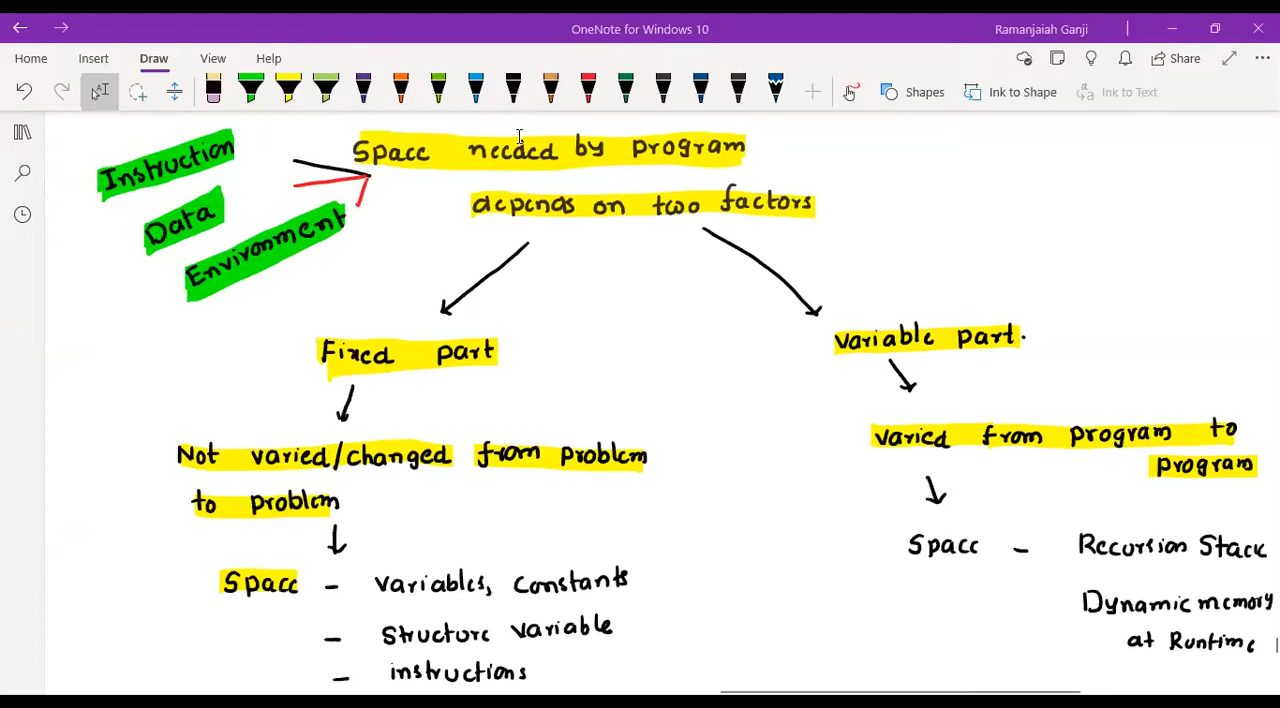 OneNote for Windows 10
Ramanjaiah Ganji
Home Insert Draw View Help
Share
Shapes
Ink to Shape
Ink to Text
Instruction
Data
Environment
Space needed by program
depends on two factors
Fixed part
Variable part.
Not varied/changed from problem
to problem
varied from program to
program
Space - variables, constants
- Structure variable
- instructions
Space - Recursion Stack
Dynamic memory
at Runtime